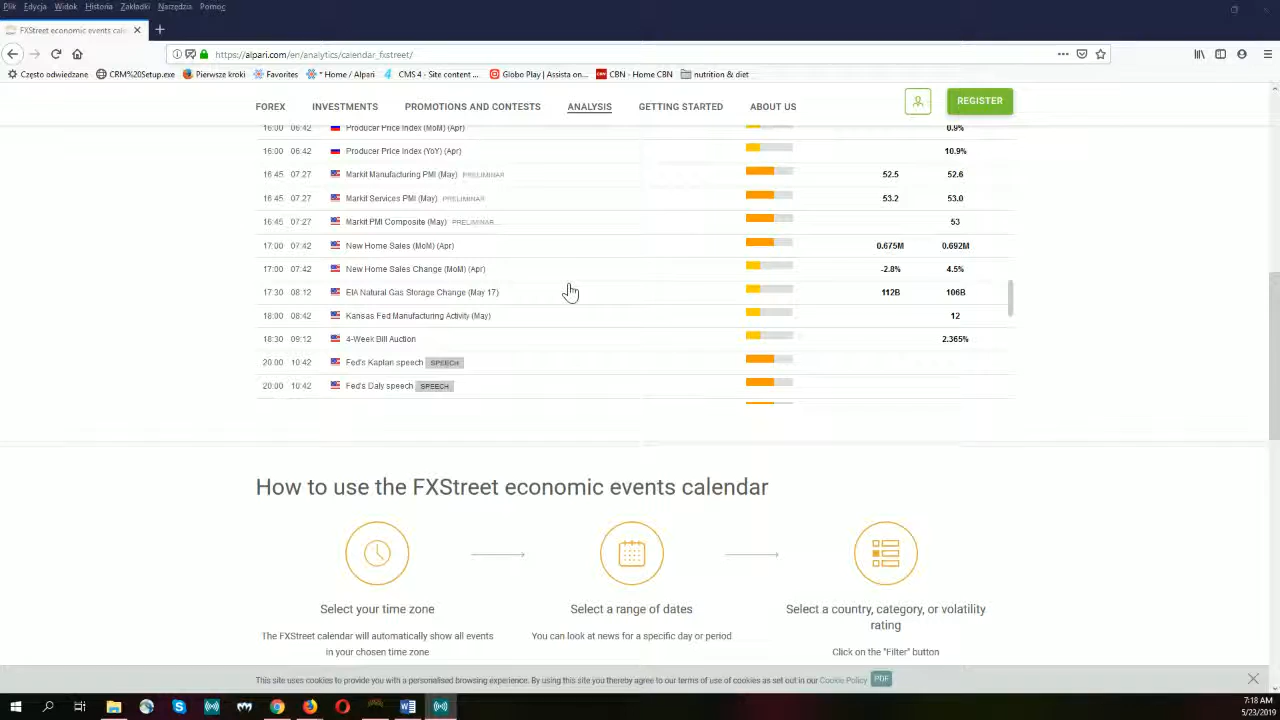 Plik Edycja Widok Historia Zakładki Narzędzia Pomoc
FXStreet economic events cale
https://alpari.com/en/analytics/calendar_fxstreet/
Często odwiedzane CRM%20Setup.exe Pierwsze kroki Favorites * Home / Alpari CMS 4 - Site content ... Globo Play | Assista on... CBN - Home CBN nutrition & diet
FOREX INVESTMENTS PROMOTIONS AND CONTESTS ANALYSIS GETTING STARTED ABOUT US REGISTER
16:00 06:42 Producer Price Index (MoM) (Apr) 0.9%
16:00 06:42 Producer Price Index (YoY) (Apr) 10.9%
16:45 07:27 Markit Manufacturing PMI (May) PRELIMINAR 52.5 52.6
16:45 07:27 Markit Services PMI (May) PRELIMINAR 53.2 53.0
16:45 07:27 Markit PMI Composite (May) PRELIMINAR... 53
17:00 07:42 New Home Sales (MoM) (Apr) 0.675M 0.692M
17:00 07:42 New Home Sales Change (MoM) (Apr) -2.8% 4.5%
17:30 08:12 EIA Natural Gas Storage Change (May 17) 112B 106B
18:00 08:42 Kansas Fed Manufacturing Activity (May) 12
18:30 09:12 4-Week Bill Auction 2.365%
20:00 10:42 Fed's Kaplan speech SPEECH
20:00 10:42 Fed's Daly speech SPEECH
How to use the FXStreet economic events calendar
Select your time zone
The FXStreet calendar will automatically show all events
in your chosen time zone
Select a range of dates
You can look at news for a specific day or period
Select a country, category, or volatility
rating
Click on the "Filter" button
This site uses cookies to provide you with a personalised browsing experience. By using this site you thereby agree to our terms of use of cookies as set out in our Cookie Policy PDF
7:18 AM
5/23/2019